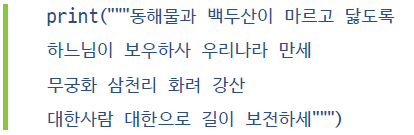 print("""동해물과 백두산이 마르고 닳도록
하느님이 보우하사 우리나라 만세
무궁화 삼천리 화려 강산
대한사람 대한으로 길이 보전하세""")